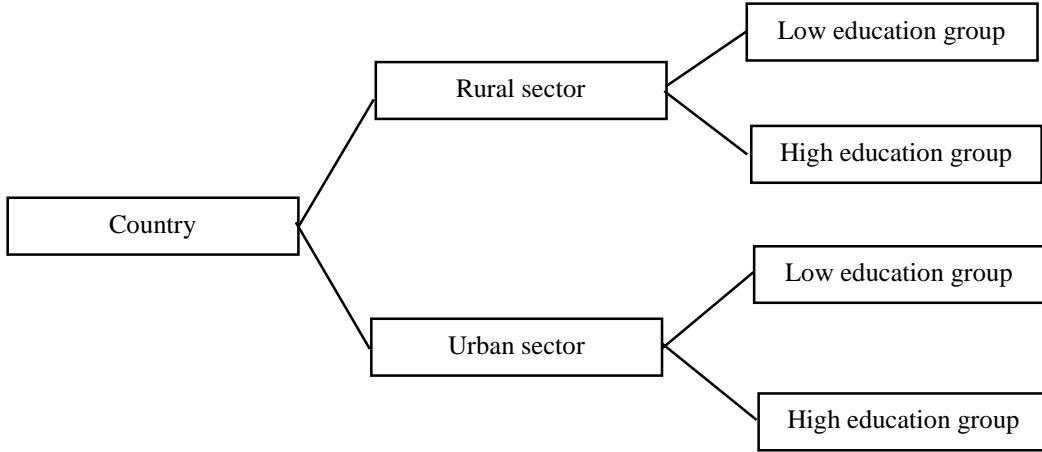 Low education group
Rural sector
High education group
Country
Low education group
Urban sector
High education group